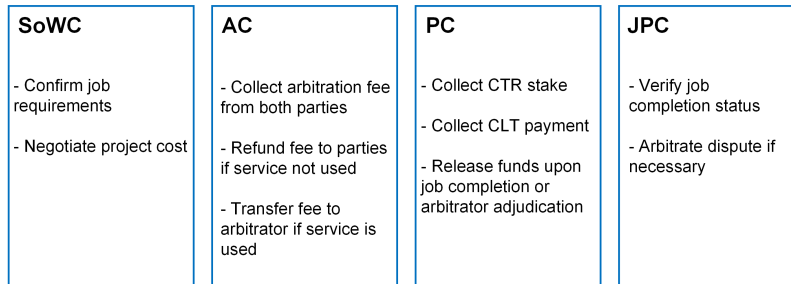 SoWC
- Confirm job
requirements
- Negotiate project cost
AC
- Collect arbitration fee
from both parties
- Refund fee to parties
if service not used
- Transfer fee to
arbitrator if service is
used
PC
- Collect CTR stake
- Collect CLT payment
- Release funds upon
job completion or
arbitrator adjudication
JPC
- Verify job
completion status
- Arbitrate dispute if
necessary